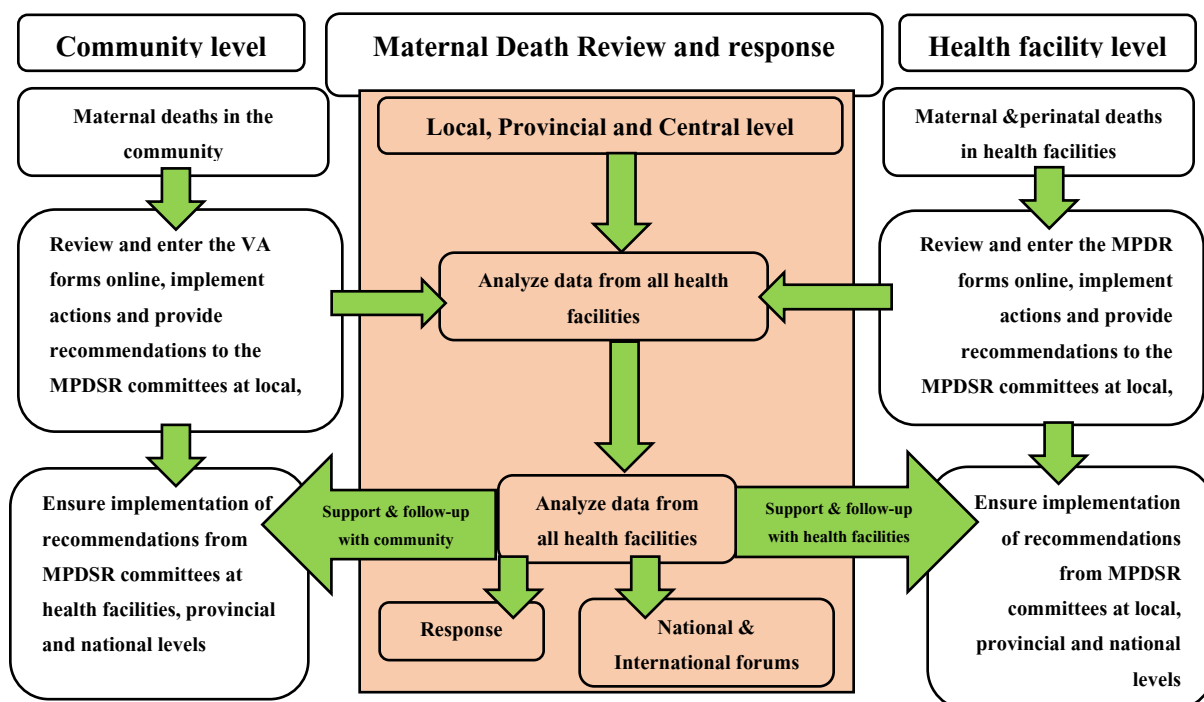 Community level
Maternal Death Review and response
Health facility level
Maternal deaths in the
community
Local, Provincial and Central level
Maternal &perinatal deaths
in health facilities
Review and enter the VA
forms online, implement
actions and provide
recommendations to the
MPDSR committees at local,
Analyze data from all health
facilities
Review and enter the MPDR
forms online, implement
actions and provide
recommendations to the
MPDSR committees at local,
Ensure implementation of
recommendations from
MPDSR committees at
health facilities, provincial
and national levels
Support & follow-up
with community
Analyze data from
all health facilities
Support & follow-up
with health facilities
Ensure implementation
of recommendations
from MPDSR
committees at local,
provincial and national
levels
Response
National &
International forums